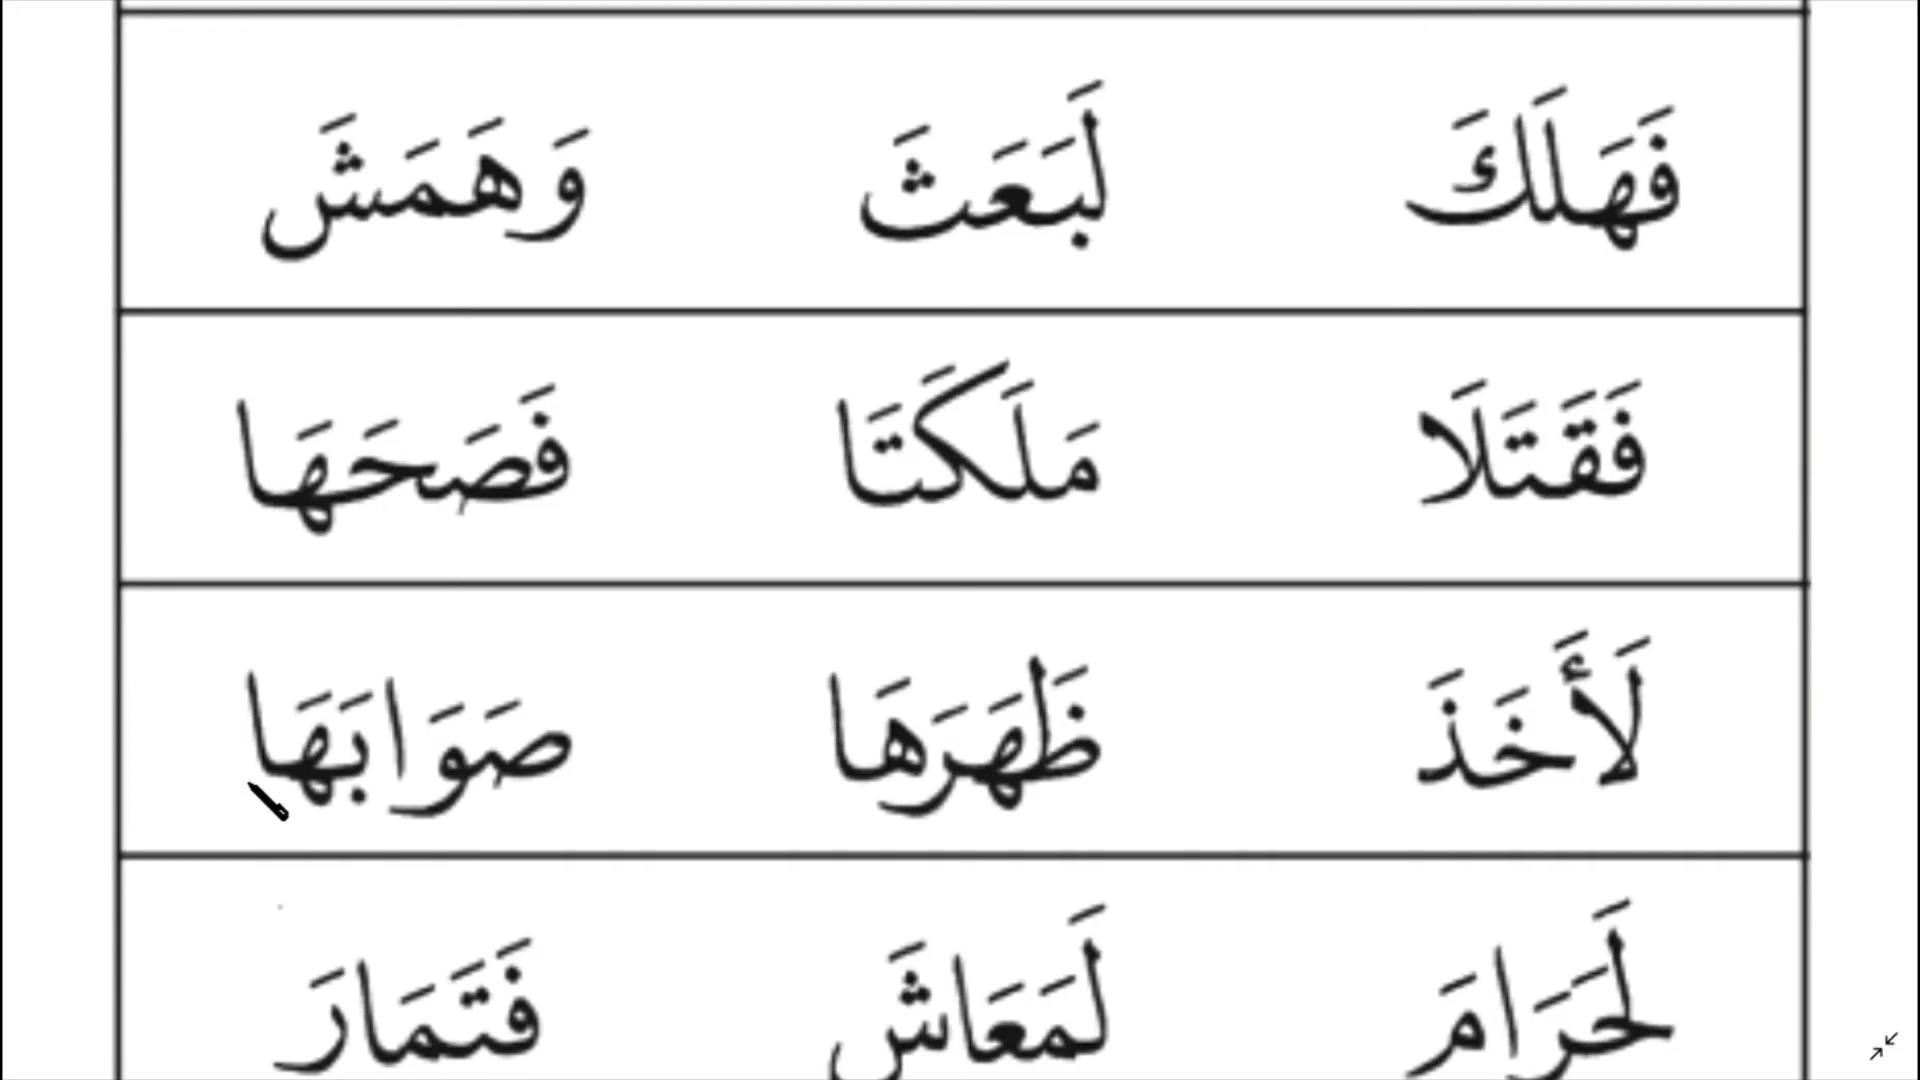 فَهَلَكَ لَبَعَثَ وَهَمَشَ
فَقَتَلَا مَلَكَتَا فَصَحَهَا
لَأَخَذَ ظَهَرَهَا صَوَابَهَا
لَحَرَامَ لَمَعَاشَ فَتَمَارَ